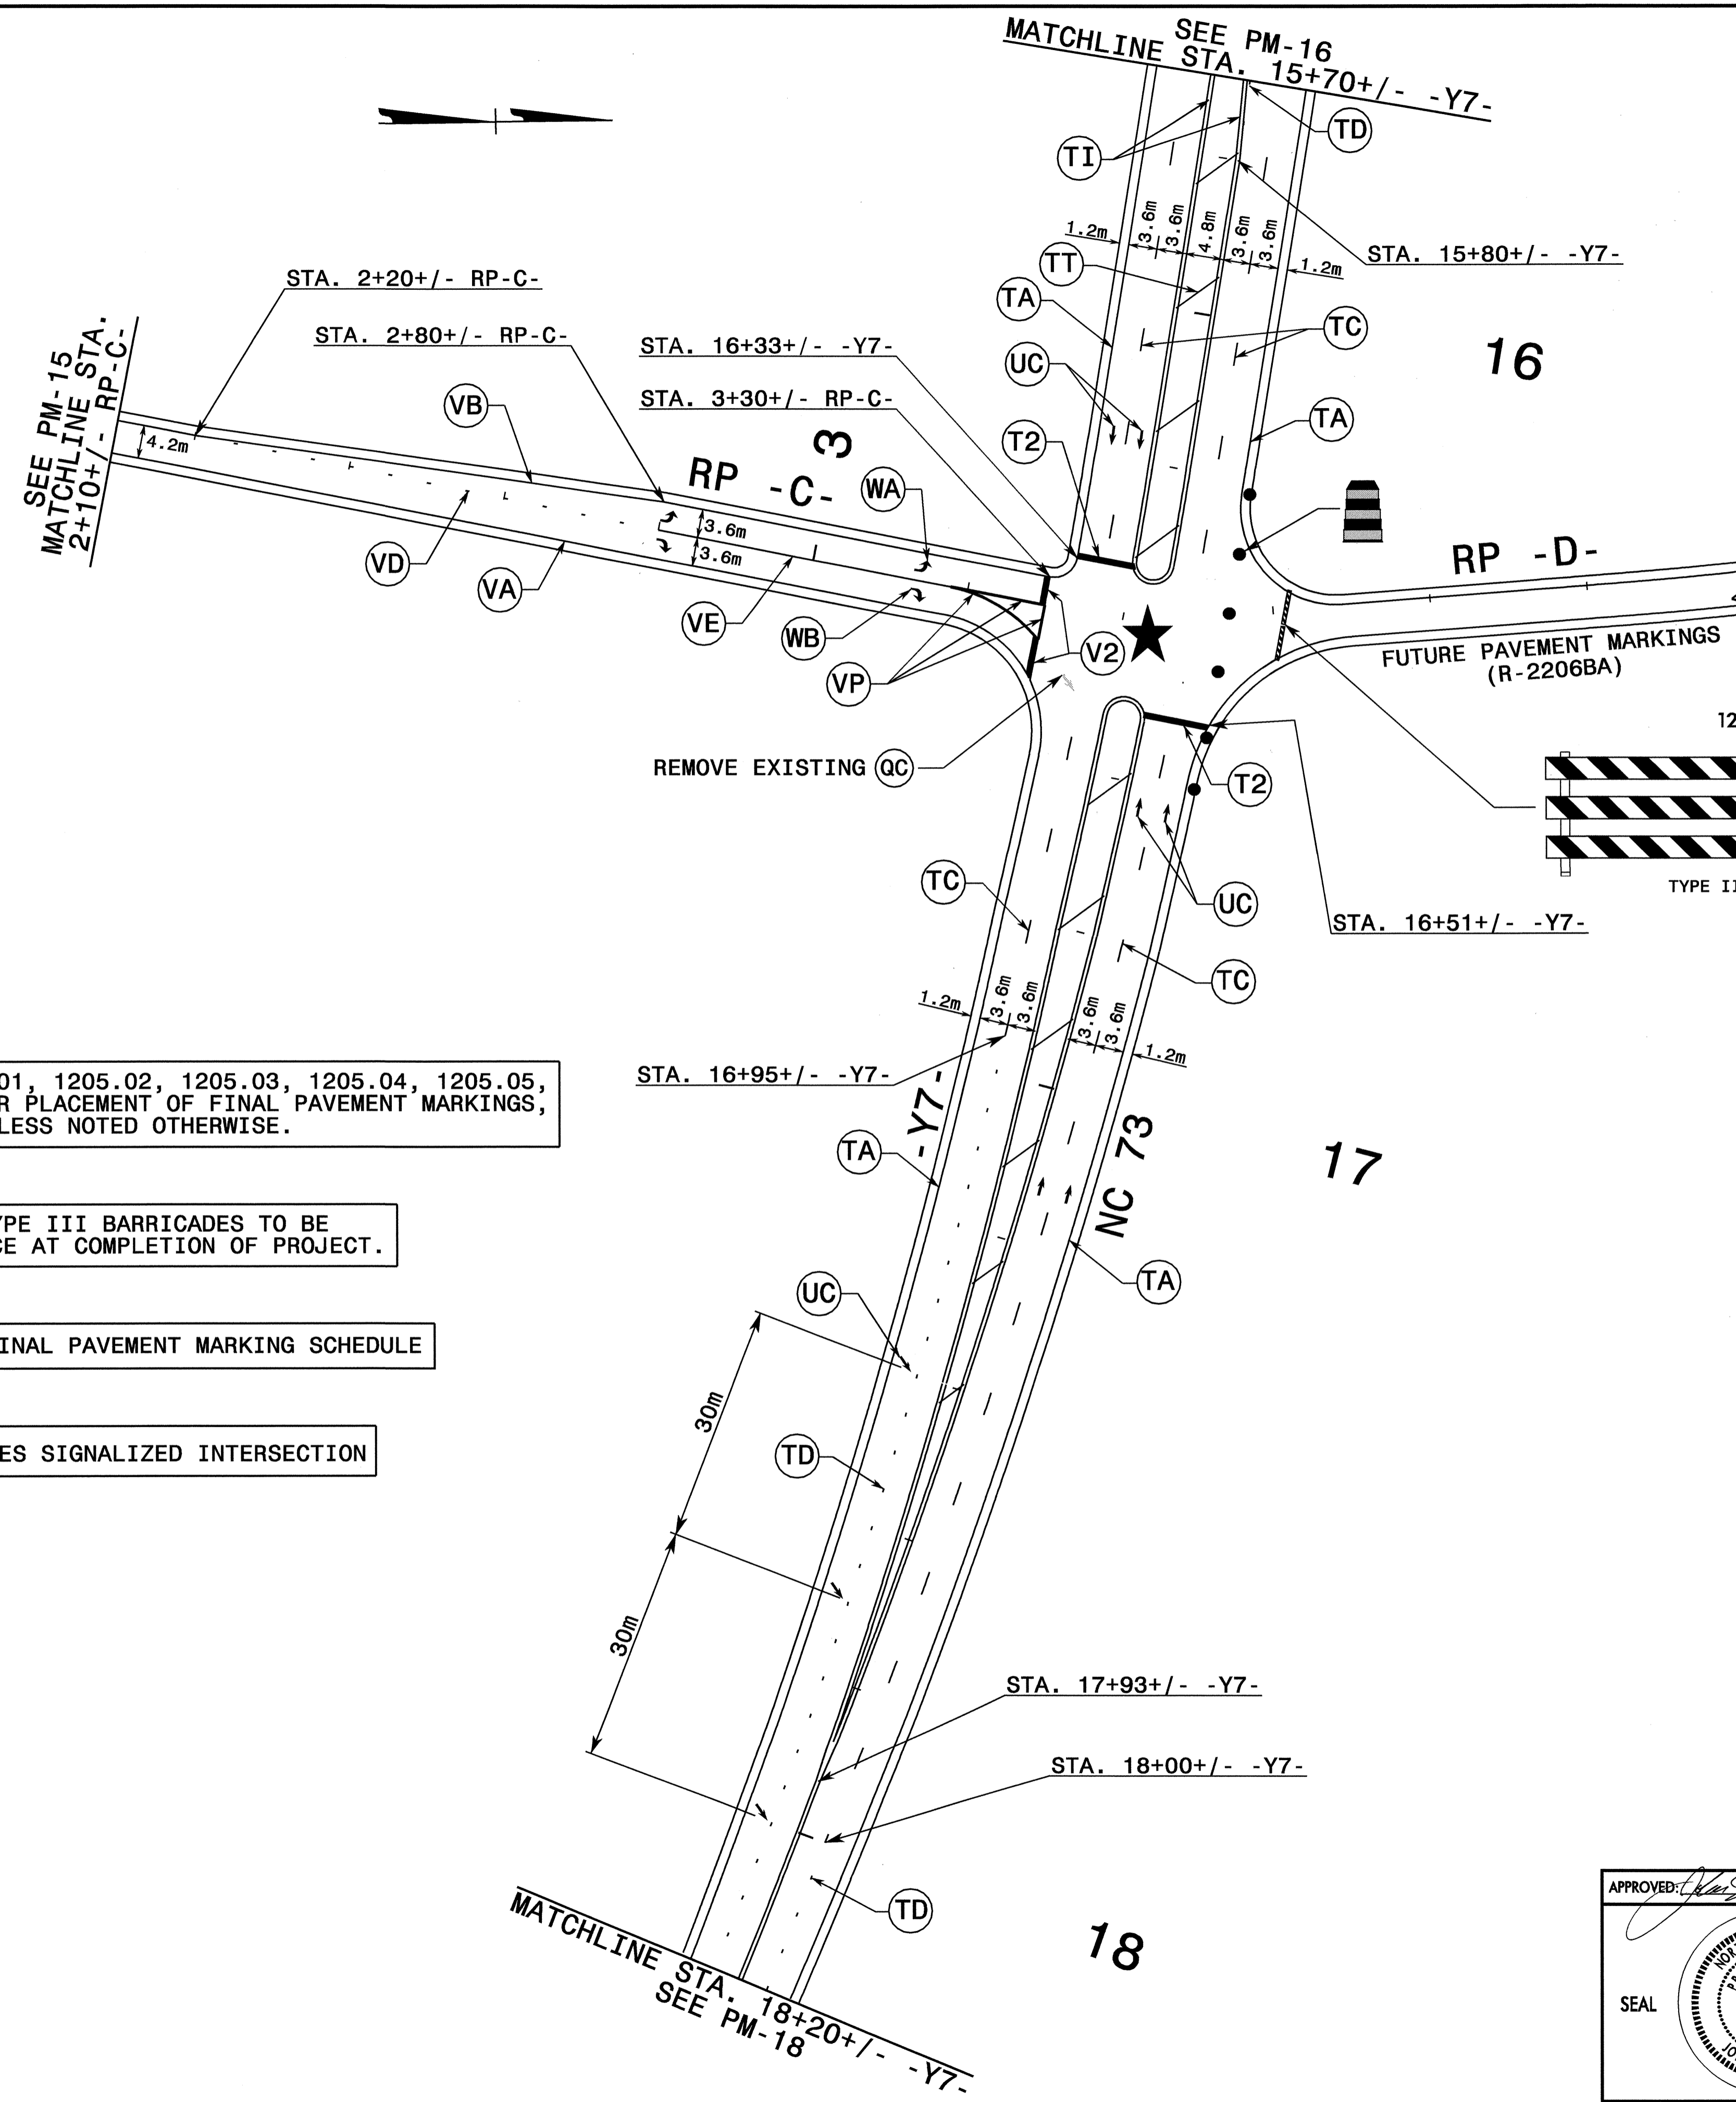 SEE PM-16
MATCHLINE STA. 15+70+/- -Y7-
TD
TI
3.6m
3.6m
4.8m
3.6m
3.6m
1.2m
1.2m
STA. 15+80+/- -Y7-
TT
TA
TC
UC
16
STA. 2+20+/- RP-C-
STA. 2+80+/- RP-C-
STA. 16+33+/- -Y7-
STA. 3+30+/- RP-C-
SEE PM-15
MATCHLINE STA.
2+10+/- RP-C-
4.2m
VB
RP -C-
3
WA
T2
TA
3.6m
3.6m
VD
VA
VE
WB
VP
V2
RP -D-
FUTURE PAVEMENT MARKINGS
(R-2206BA)
REMOVE EXISTING QC
T2
12
TYPE II
TC
UC
STA. 16+51+/- -Y7-
TC
1.2m
3.6m
3.6m
3.6m
3.6m
1.2m
STA. 16+95+/- -Y7-
01, 1205.02, 1205.03, 1205.04, 1205.05,
R PLACEMENT OF FINAL PAVEMENT MARKINGS,
LESS NOTED OTHERWISE.
-Y7-
TA
NC 73
17
YPE III BARRICADES TO BE
CE AT COMPLETION OF PROJECT.
TA
UC
INAL PAVEMENT MARKING SCHEDULE
30m
TD
ES SIGNALIZED INTERSECTION
30m
STA. 17+93+/- -Y7-
STA. 18+00+/- -Y7-
TD
18
MATCHLINE STA. 18+20+/- -Y7-
SEE PM-18
APPROVED:
SEAL